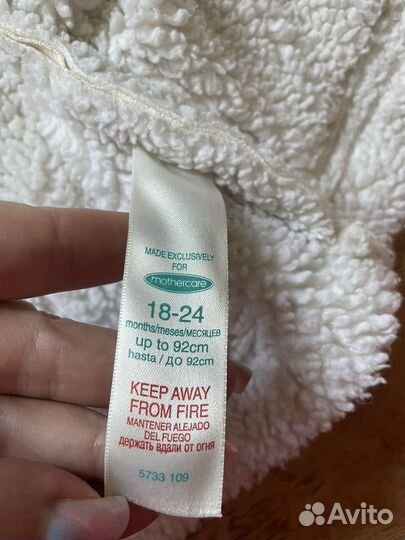 MADE EXCLUSIVELY
FOR
mothercare
18-24
months/meses/МЕСЯЦЕВ
up to 92cm
hasta / ДО 92cm
KEEP AWAY
FROM FIRE
MANTENER ALEJADO
DEL FUEGO
держать вдали от огня
5733 109
Avito